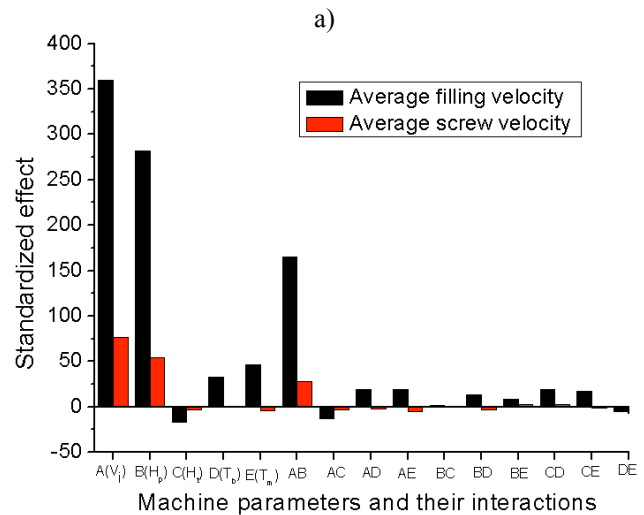 a)
400
350
300
250
200
150
100
50
0
-50
Standardized effect
Average filling velocity
Average screw velocity
A(Vj) B(Hp) C(Ht) D(Tb) E(Tm) AB AC AD AE BC BD BE CD CE DE
Machine parameters and their interactions